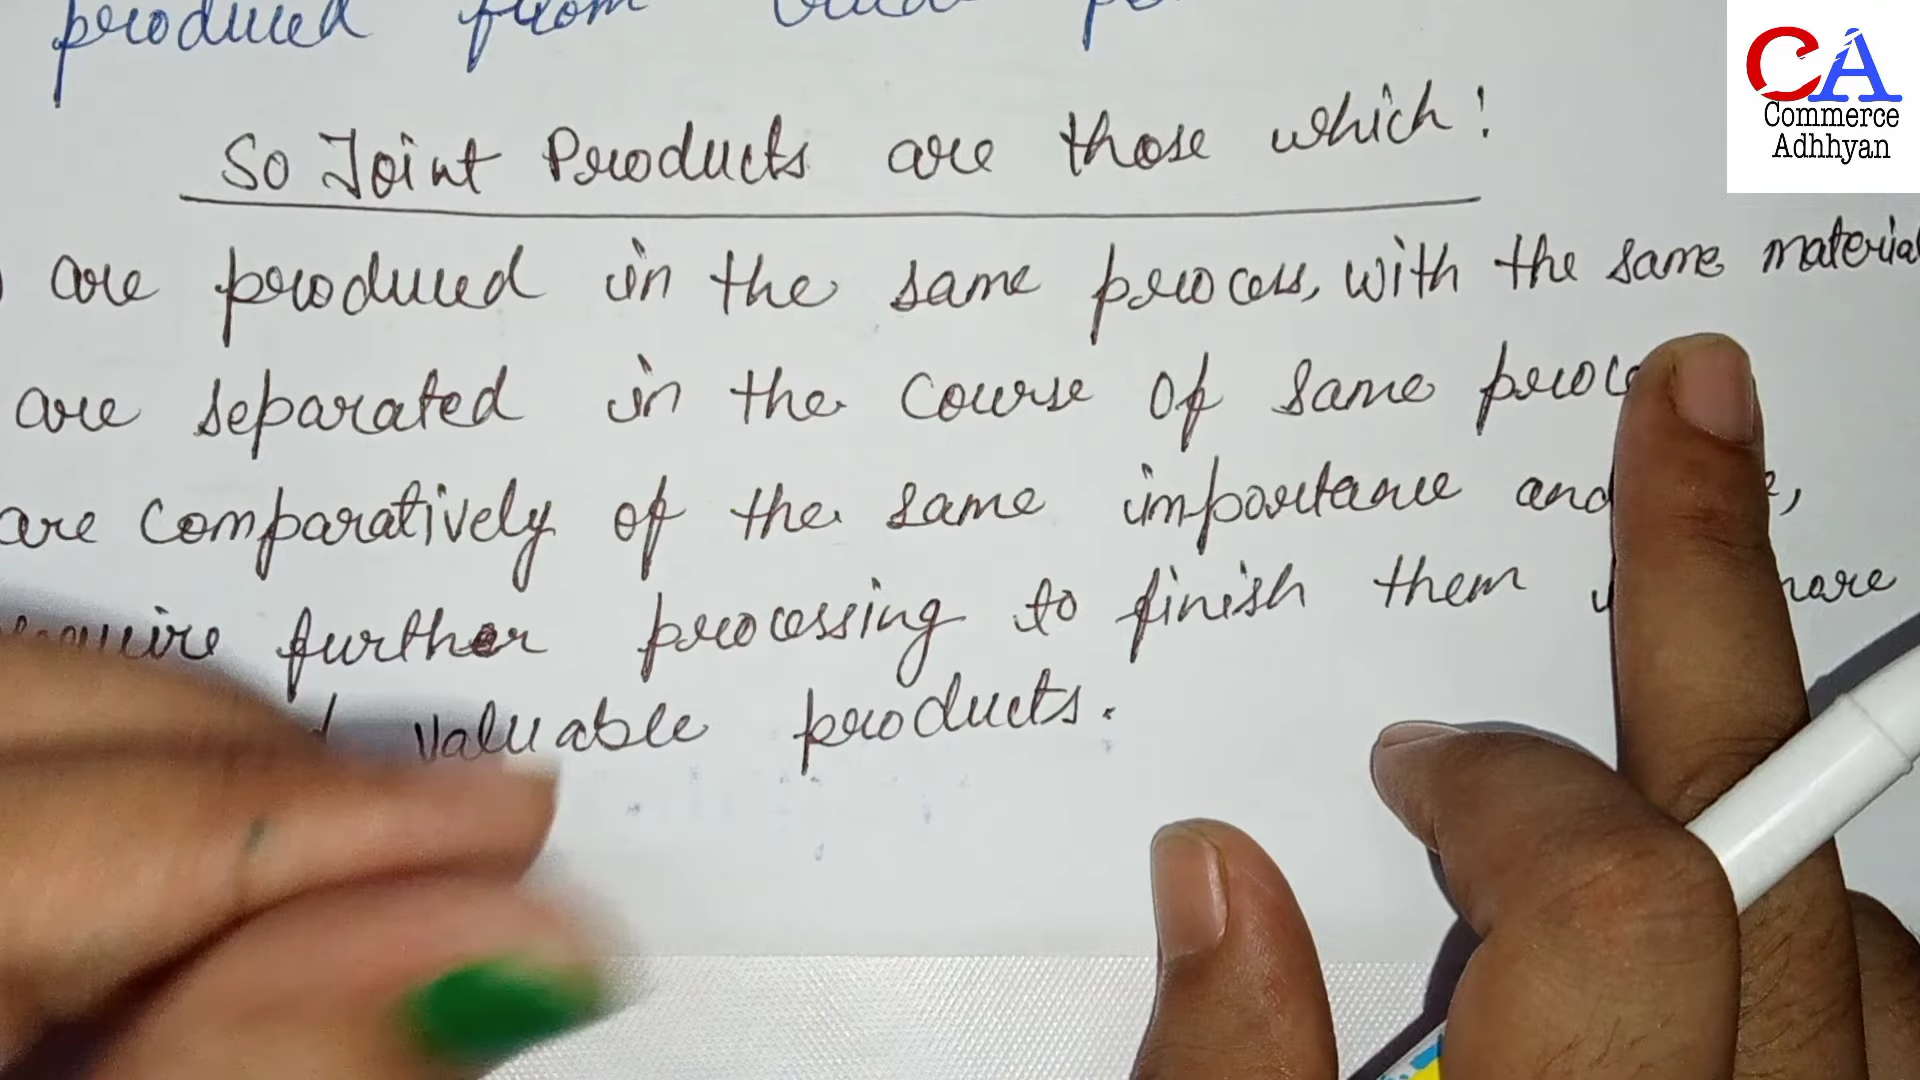 produced from
So Joint Products are those which!
are produced in the same process, with the same material
are separated in the course of same
are comparatively of the same importance and
further processing to finish them
valuable products.
CA
Commerce
Adhhyan